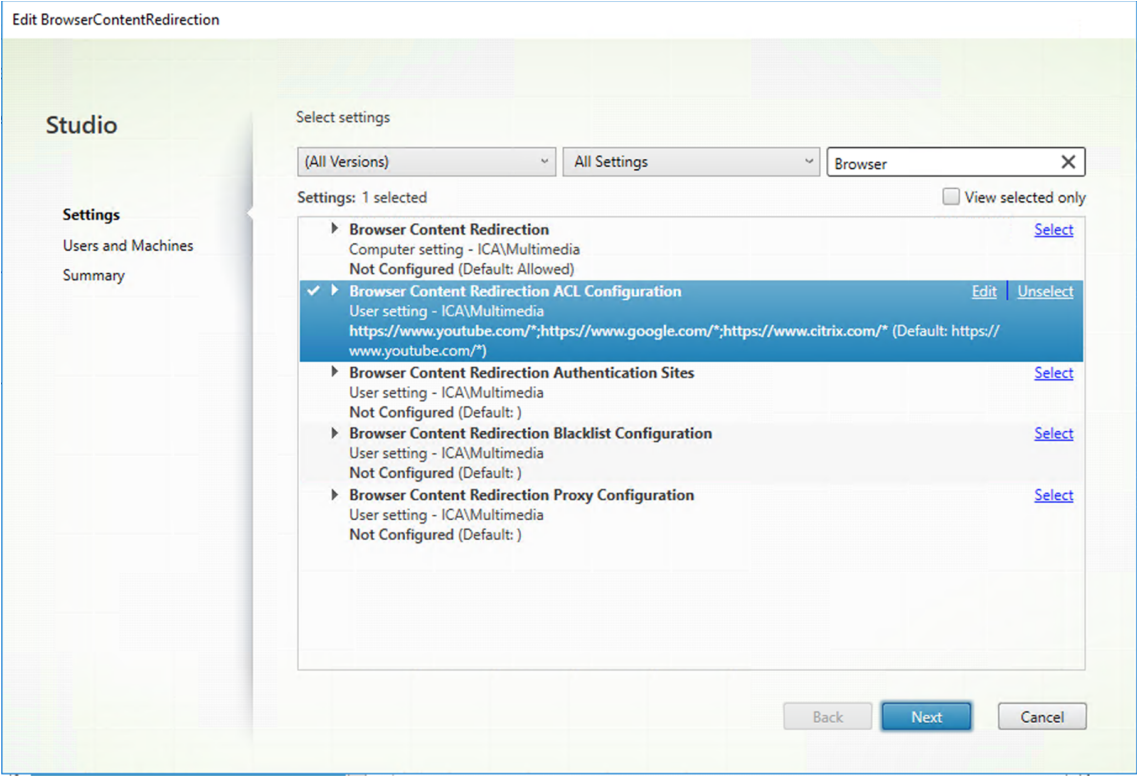 Edit BrowserContentRedirection
Studio
Settings
Users and Machines
Summary
Select settings
(All Versions)
All Settings
Browser
Settings: 1 selected
View selected only
Browser Content Redirection
Select
Computer setting - ICA\Multimedia
Not Configured (Default: Allowed)
Browser Content Redirection ACL Configuration
Edit
Unselect
User setting - ICA\Multimedia
https://www.youtube.com/*;https://www.google.com/*;https://www.citrix.com/* (Default: https://
www.youtube.com/*)
Browser Content Redirection Authentication Sites
Select
User setting - ICA\Multimedia
Not Configured (Default: )
Browser Content Redirection Blacklist Configuration
Select
User setting - ICA\Multimedia
Not Configured (Default: )
Browser Content Redirection Proxy Configuration
Select
User setting - ICA\Multimedia
Not Configured (Default: )
Back
Next
Cancel